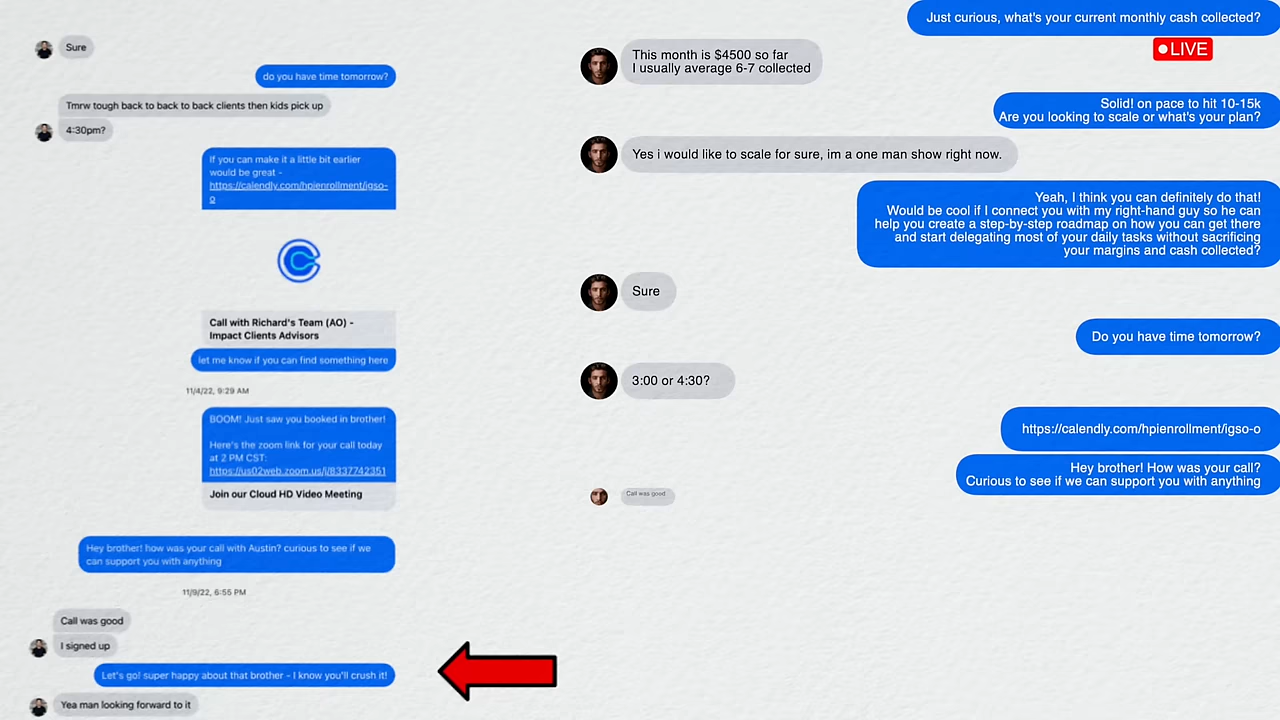 Sure
do you have time tomorrow?
Tmrw tough back to back to back clients then kids pick up
4:30pm?
If you can make it a little bit earlier
would be great -
https://calendly.com/hpienrollment/igso-
o
Call with Richard's Team (AO) -
Impact Clients Advisors
let me know if you can find something here
11/4/22, 9:29 AM
BOOM! Just saw you booked in brother!
Here's the zoom link for your call today
at 2 PM CST:
https://us02web.zoom.us/j/8337742351
Join our Cloud HD Video Meeting
Hey brother! how was your call with Austin? curious to see if we
can support you with anything
11/9/22, 6:55 PM
Call was good
I signed up
Let's go! super happy about that brother - I know you'll crush it!
Yea man looking forward to it
Just curious, what's your current monthly cash collected?
LIVE
This month is $4500 so far
I usually average 6-7 collected
Solid! on pace to hit 10-15k
Are you looking to scale or what's your plan?
Yes i would like to scale for sure, im a one man show right now.
Yeah, I think you can definitely do that!
Would be cool if I connect you with my right-hand guy so he can
help you create a step-by-step roadmap on how you can get there
and start delegating most of your daily tasks without sacrificing
your margins and cash collected?
Sure
Do you have time tomorrow?
3:00 or 4:30?
https://calendly.com/hpienrollment/igso-o
Hey brother! How was your call?
Curious to see if we can support you with anything
Call was good